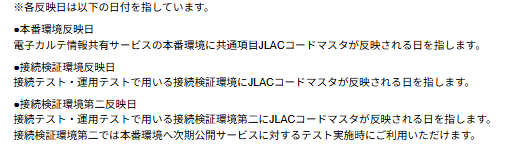 ※各反映日は以下の日付を指しています。
●本番環境反映日
電子カルテ情報共有サービスの本番環境に共通項目JLACコードマスタが反映される日を指します。
●接続検証環境反映日
接続テスト・運用テストで用いる接続検証環境にJLACコードマスタが反映される日を指します。
●接続検証環境第二反映日
接続テスト・運用テストで用いる接続検証環境第二にJLACコードマスタが反映される日を指します。
接続検証環境第二では本番環境へ次期公開サービスに対するテスト実施時にご利用いただけます。